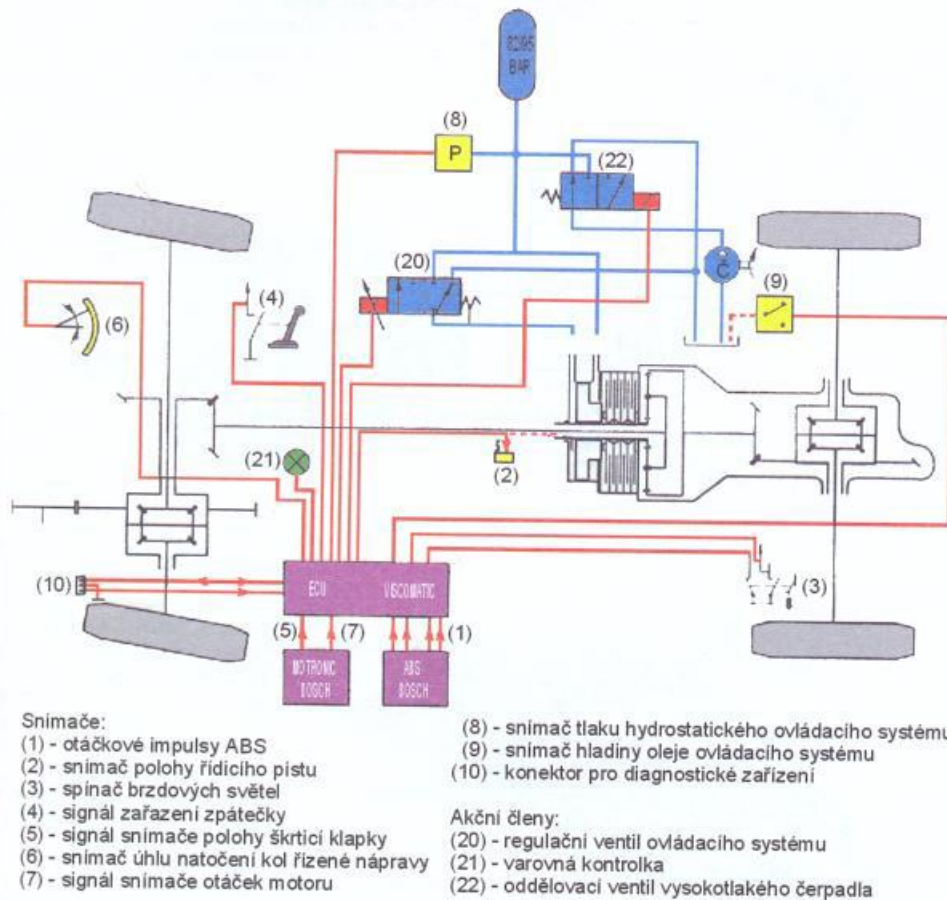 82/95
BAR
(8)
P
(22)
(20)
Č
(9)
(4)
(6)
(21)
(2)
(10)
ECU VISCOMATIC
(3)
(5)
(7)
(1)
MOTRONIC
BOSCH
ABS
BOSCH
Snímače:
(1) - otáčkové impulsy ABS
(2) - snímač polohy řídicího pistu
(3) - spínač brzdových světel
(4) - signál zařazení zpátečky
(5) - signál snímače polohy škrticí klapky
(6) - snímač úhlu natočení kol řízené nápravy
(7) - signál snímače otáček motoru
(8) - snímač tlaku hydrostatického ovládacího systému
(9) - snímač hladiny oleje ovládacího systému
(10) - konektor pro diagnostické zařízení
Akční členy:
(20) - regulační ventil ovládacího systému
(21) - varovná kontrolka
(22) - oddělovací ventil vysokotlakého čerpadla